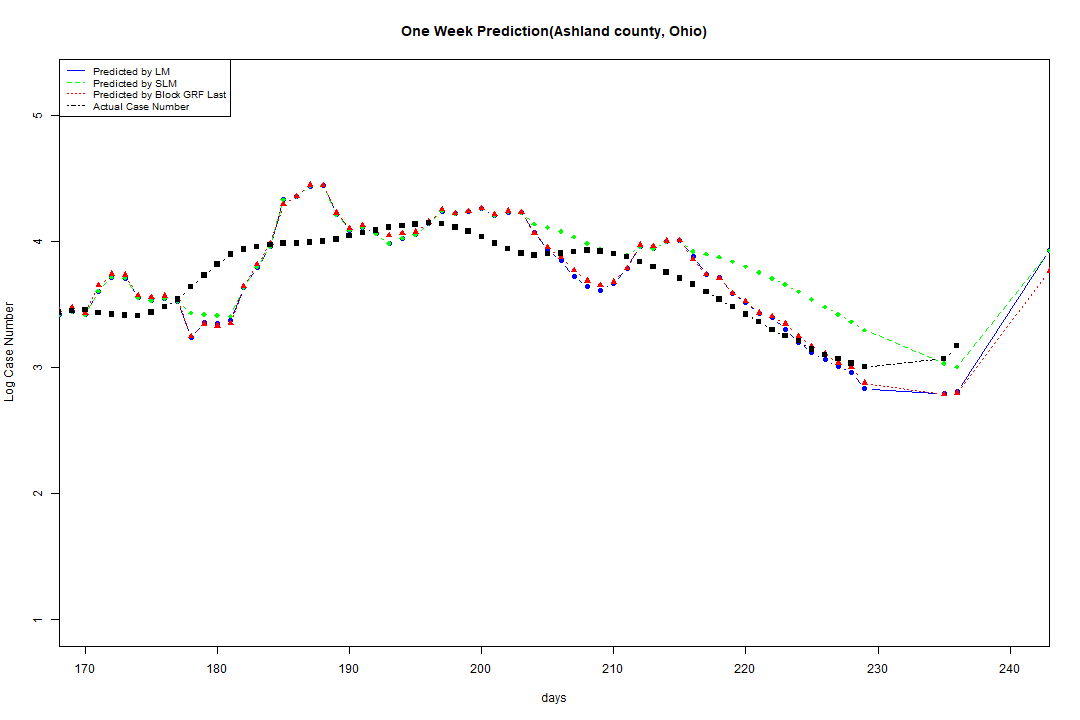 One Week Prediction(Ashland county, Ohio)
Predicted by LM
Predicted by SLM
Predicted by Block GRF Last
Actual Case Number
5
4
3
2
1
Log Case Number
170 180 190 200 210 220 230 240
days